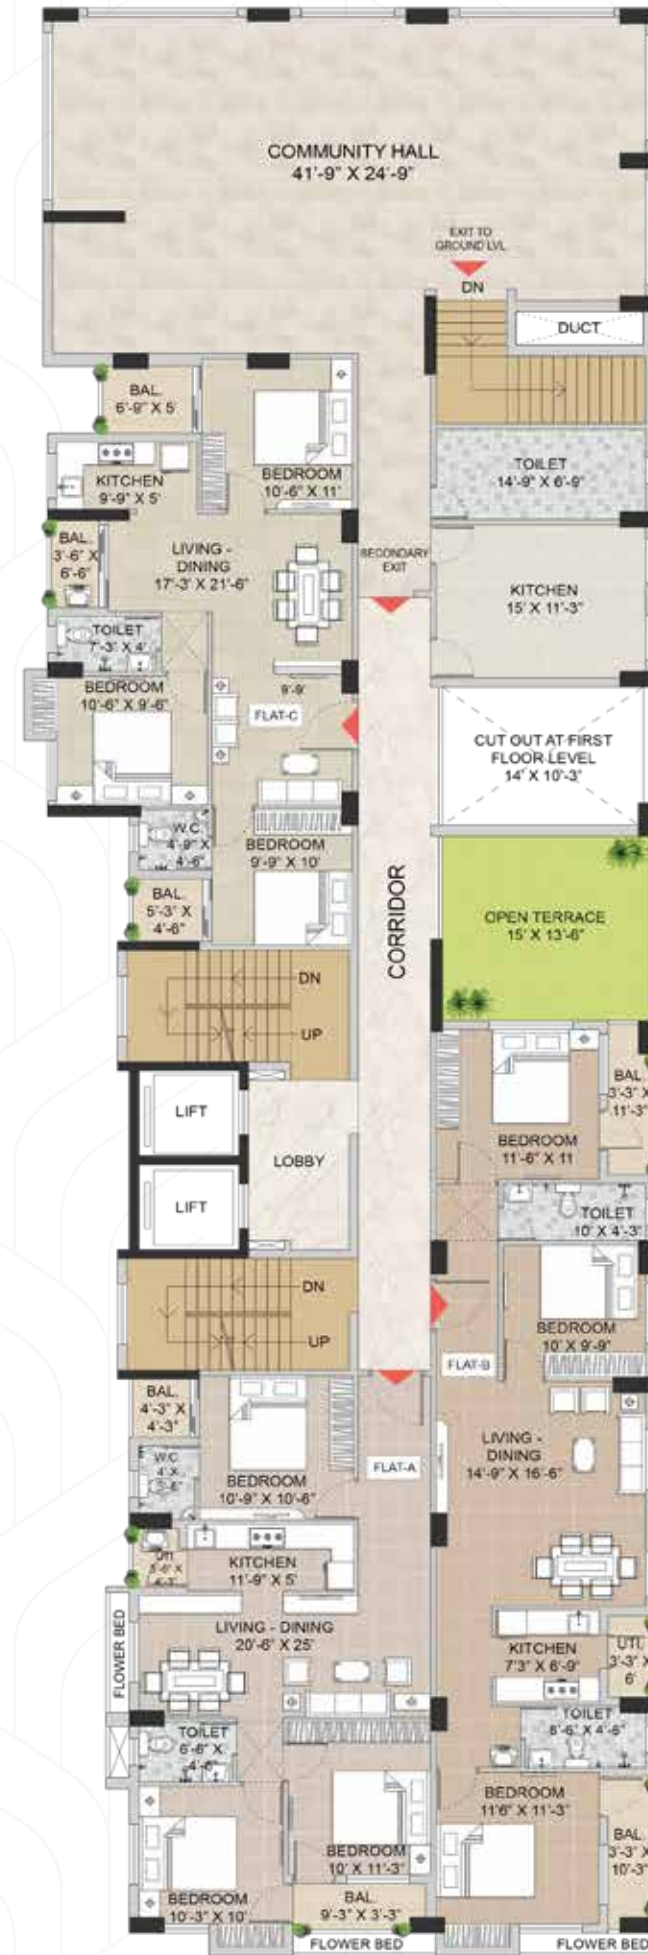 COMMUNITY HALL
41'-9" X 24'-9"
EXIT TO
GROUND LVL
DN
DUCT
BAL.
6'-9" X 5'
BEDROOM
10'-6" X 11'
KITCHEN
9'-9" X 5'
TOILET
14'-9" X 6'-9"
BAL.
3'-6" X
6'-6"
LIVING -
DINING
17'-3' X 21'-6"
SECONDARY
EXIT
KITCHEN
15' X 11'-3"
TOILET
7'-3' X 4'
BEDROOM
10'-6" X 9'-6"
9'-9'
FLAT-C
CUT OUT AT FIRST
FLOOR LEVEL
14' X 10'-3"
W.C.
4'-9" X
4'-6"
BEDROOM
9'-9" X 10'
BAL.
5'-3" X
4'-6"
CORRIDOR
OPEN TERRACE
15' X 13'-6"
DN
UP
LIFT
LOBBY
LIFT
BAL.
3'-3" X
11'-3"
BEDROOM
11'-6" X 11
TOILET
10' X 4'-3"
DN
UP
BEDROOM
10' X 9'-9"
FLAT-B
BAL.
4'-3" X
4'-3"
W.C
4' X
BEDROOM
10'-9" X 10'-6"
FLAT-A
LIVING -
DINING
14'-9" X 16'-6"
KITCHEN
11'-9" X 5'
LIVING - DINING
20'-6" X 25'
FLOWER BED
KITCHEN
7'3" X 6'-9"
UTI.
3'-3" X
6'
TOILET
6'-6" X
4'-6"
TOILET
8'-6" X 4'-6"
BEDROOM
10'-3" X 10'
BEDROOM
10' X 11'-3"
BEDROOM
11'6" X 11'-3"
BAL.
3'-3" X
10'-3"
BAL
9'-3" X 3'-3"
FLOWER BED
FLOWER BED